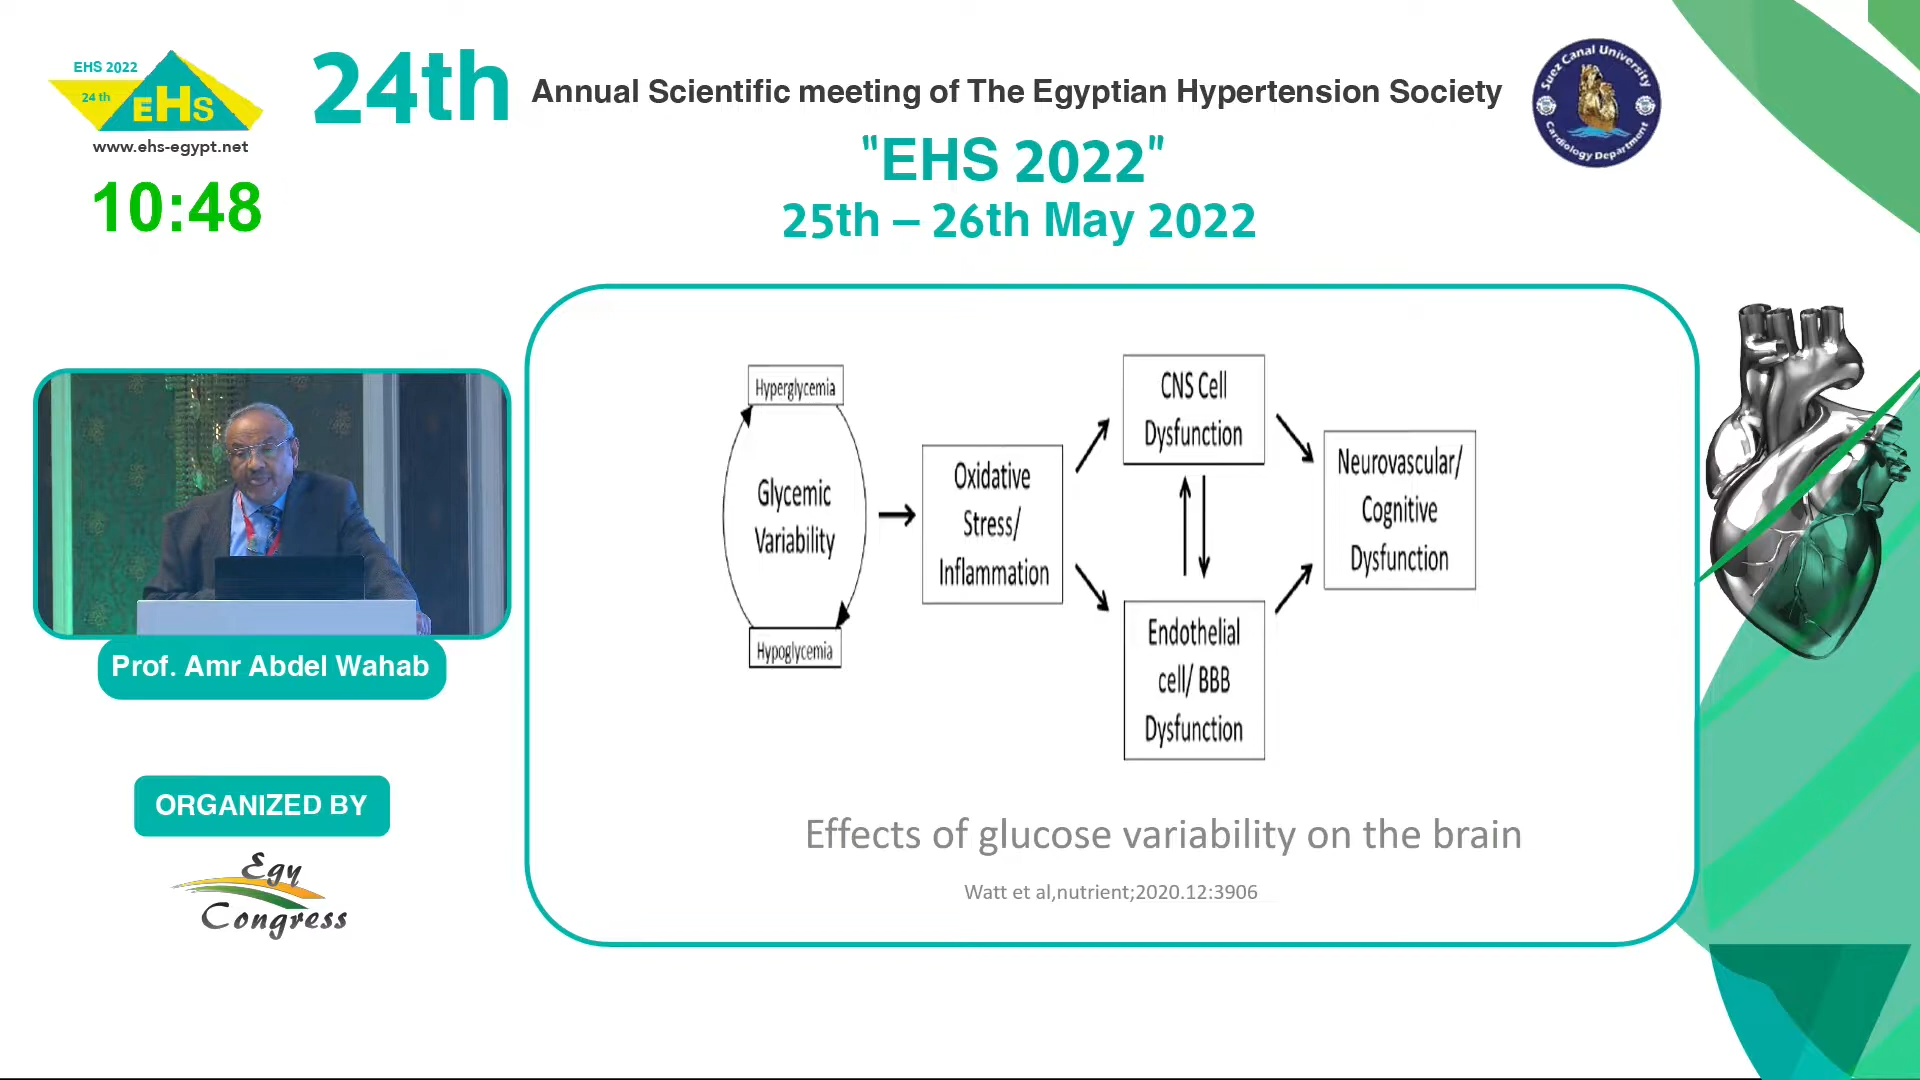 EHS 2022
24 th
EHS
www.ehs-egypt.net
10:48
24th Annual Scientific meeting of The Egyptian Hypertension Society
"EHS 2022"
25th – 26th May 2022
Suez Canal University
Cardiology Department
Prof. Amr Abdel Wahab
ORGANIZED BY
Egy
Congress
Hyperglycemia
Glycemic
Variability
Hypoglycemia
Oxidative
Stress/
Inflammation
CNS Cell
Dysfunction
Endothelial
cell/ BBB
Dysfunction
Neurovascular/
Cognitive
Dysfunction
Effects of glucose variability on the brain
Watt et al,nutrient;2020.12:3906